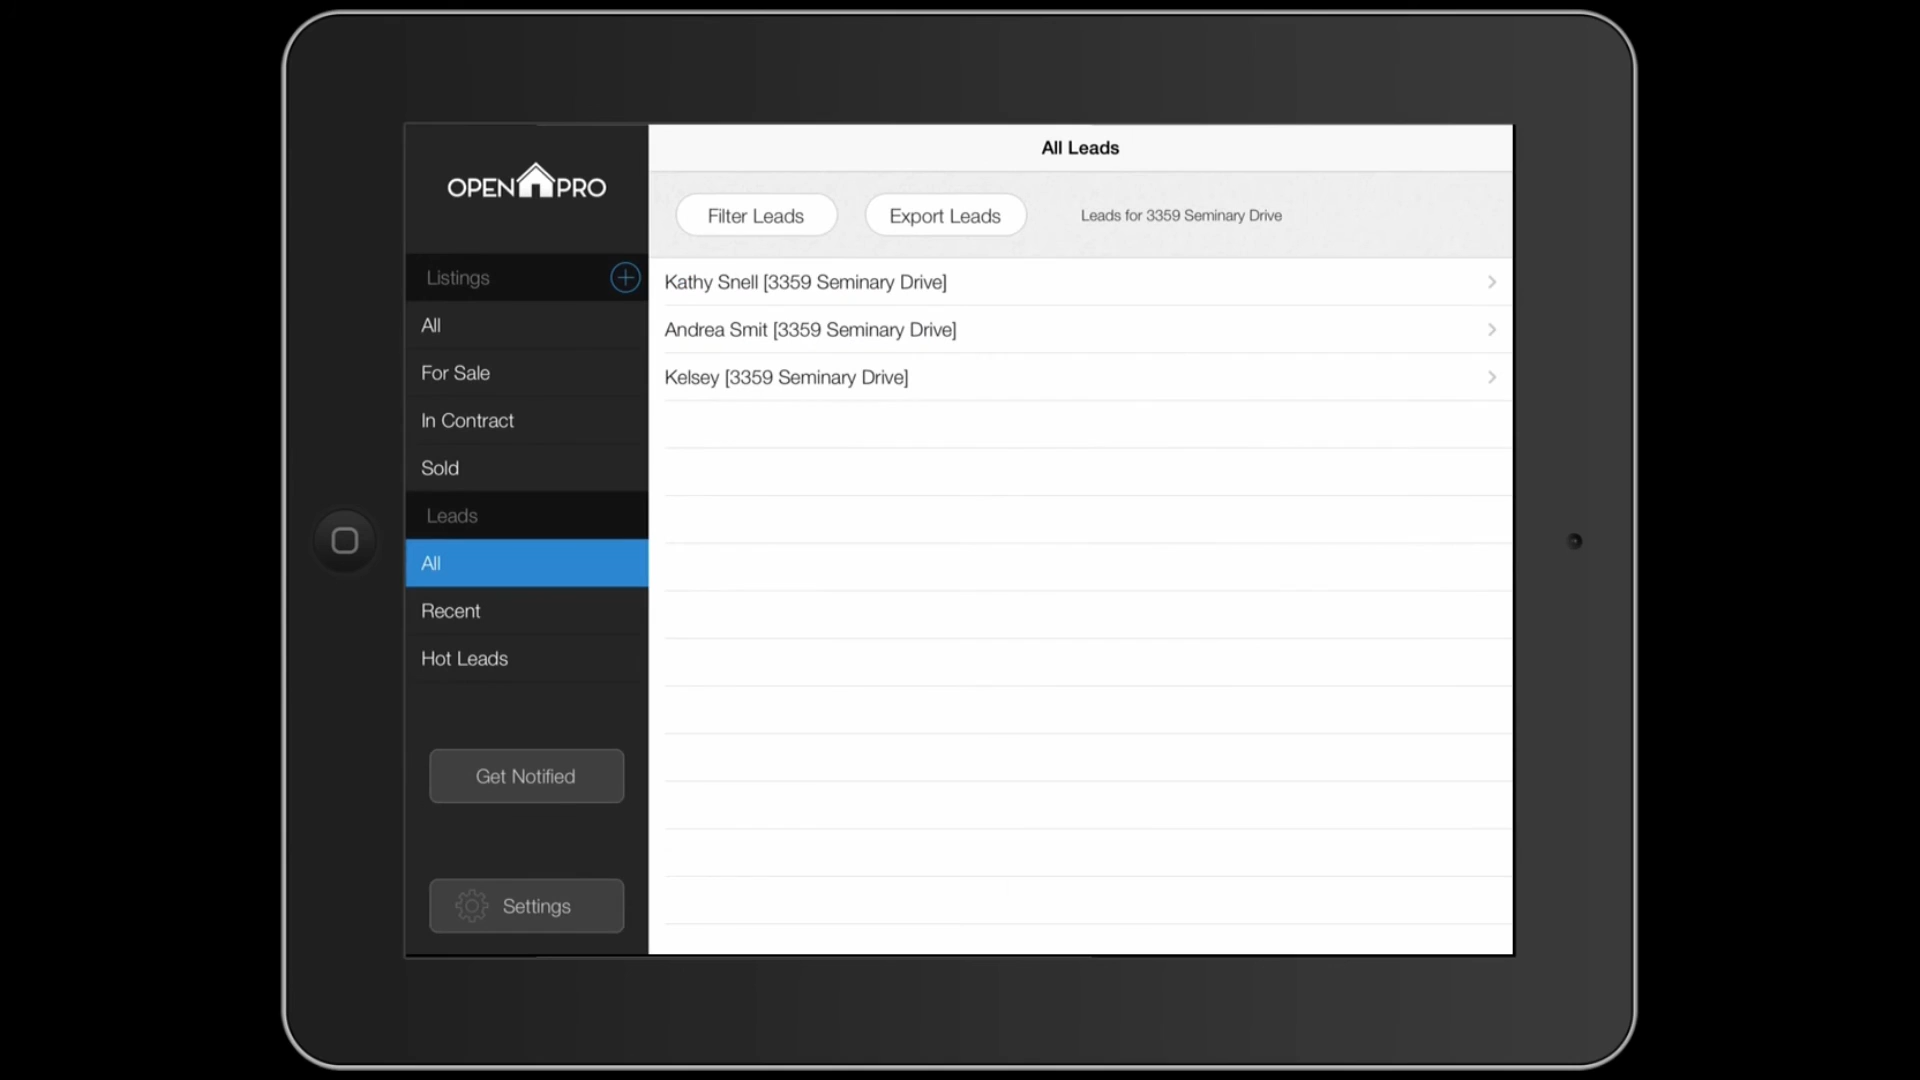 OPEN PRO
Listings
All
For Sale
In Contract
Sold
Leads
All
Recent
Hot Leads
Get Notified
Settings
All Leads
Filter Leads
Export Leads
Leads for 3359 Seminary Drive
Kathy Snell [3359 Seminary Drive]
Andrea Smit [3359 Seminary Drive]
Kelsey [3359 Seminary Drive]